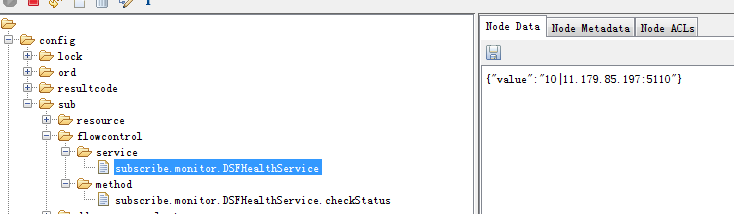 Node Data
Node Metadata
Node ACLs
config
lock
ord
resultcode
sub
resource
flowcontrol
service
subscribe.monitor.DSFHealthService
method
subscribe.monitor.DSFHealthService.checkStatus
{"value":"10|11.179.85.197:5110"}